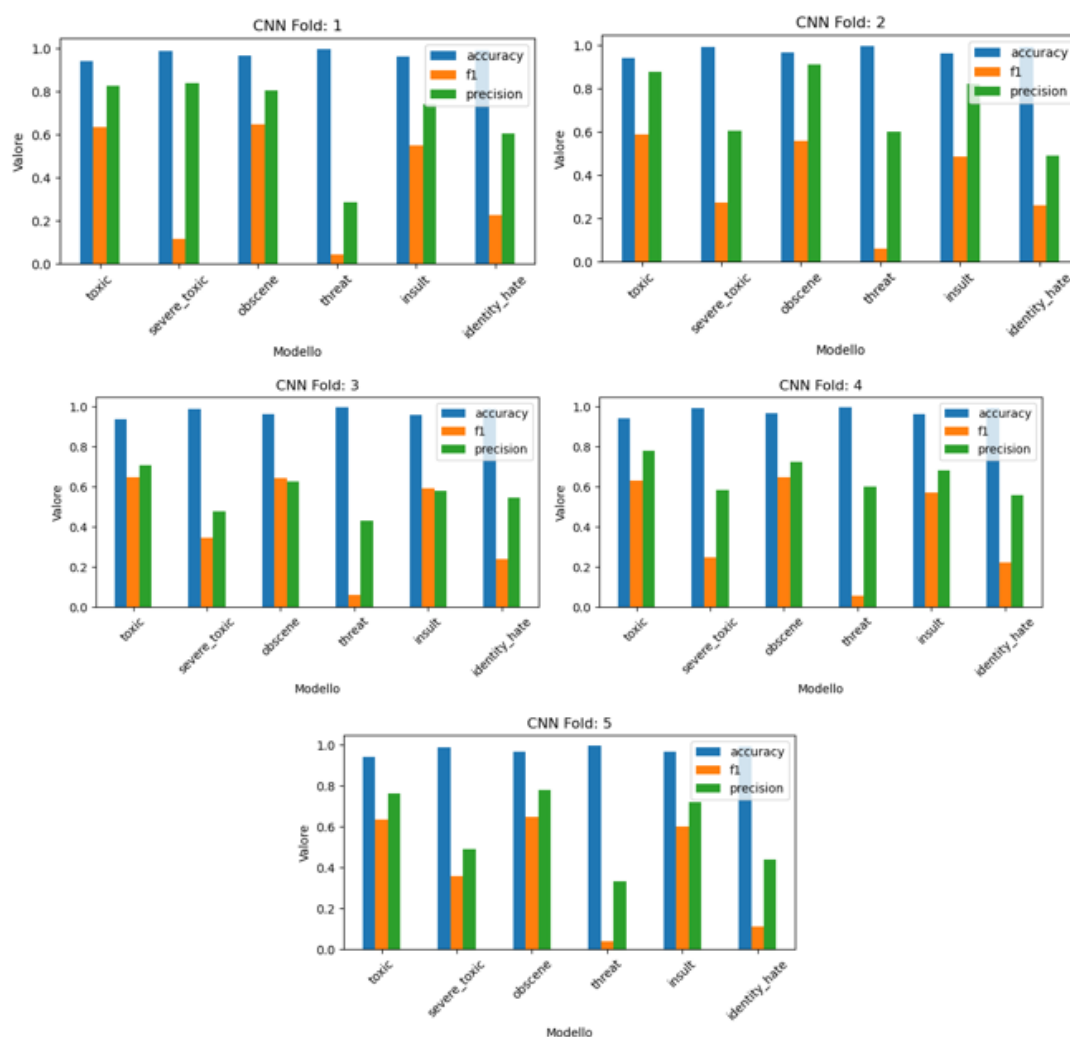 CNN Fold: 1
Valore
1.0
0.8
0.6
0.4
0.2
0.0
accuracy
f1
precision
toxic
severe_toxic
obscene
threat
insult
identity_hate
Modello
CNN Fold: 2
Valore
1.0
0.8
0.6
0.4
0.2
0.0
accuracy
f1
precision
toxic
severe_toxic
obscene
threat
insult
identity_hate
Modello
CNN Fold: 3
Valore
1.0
0.8
0.6
0.4
0.2
0.0
accuracy
f1
precision
toxic
severe_toxic
obscene
threat
insult
identity_hate
Modello
CNN Fold: 4
Valore
1.0
0.8
0.6
0.4
0.2
0.0
accuracy
f1
precision
toxic
severe_toxic
obscene
threat
insult
identity_hate
Modello
CNN Fold: 5
Valore
1.0
0.8
0.6
0.4
0.2
0.0
accuracy
f1
precision
toxic
severe_toxic
obscene
threat
insult
identity_hate
Modello